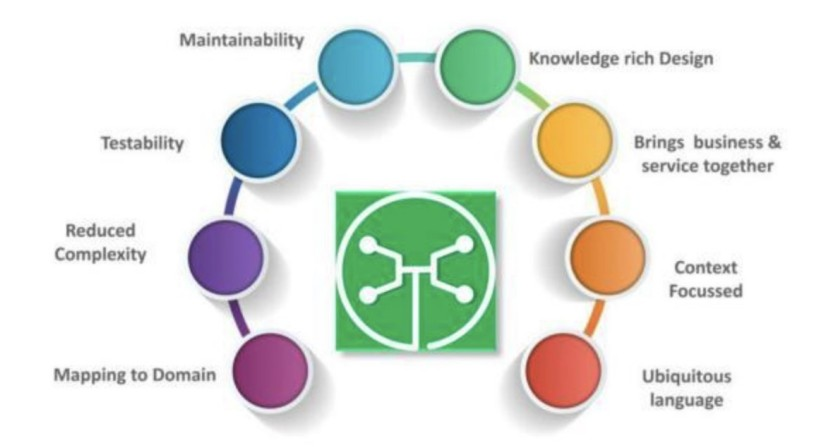 Maintainability
Knowledge rich Design
Testability
Brings business &
service together
Reduced
Complexity
Context
Focussed
Mapping to Domain
Ubiquitous
language